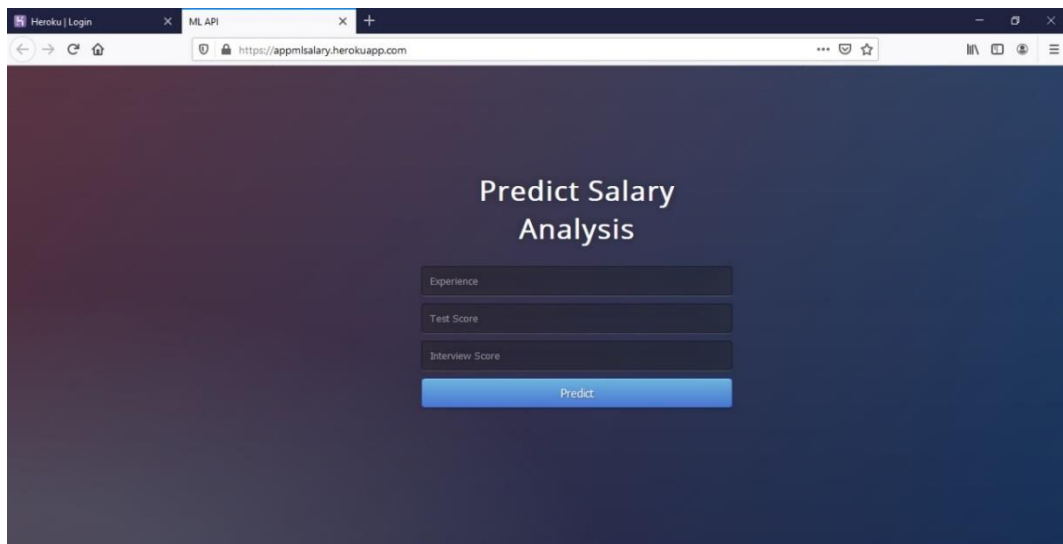 Heroku | Login
ML API
https://appmlsalary.herokuapp.com
Predict Salary
Analysis
Experience
Test Score
Interview Score
Predict